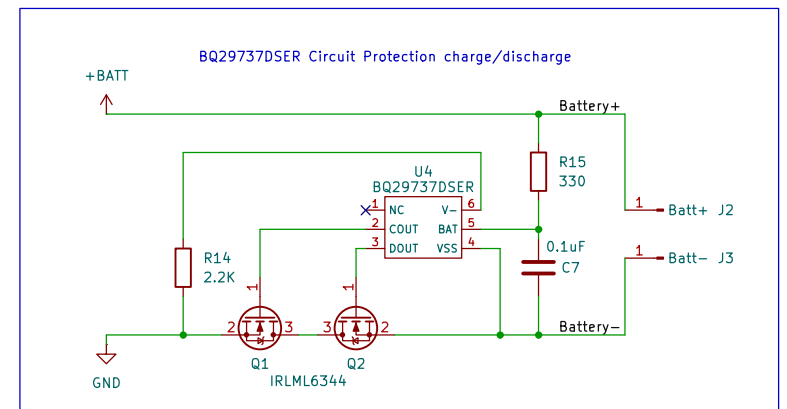 BQ29737DSER Circuit Protection charge/discharge
+BATT
Battery+
R15
330
U4
BQ29737DSER
1
NC
V-
6
2
COUT
BAT
5
3
DOUT
VSS
4
1
Batt+ J2
0.1uF
C7
1
Batt- J3
R14
2.2K
1
1
2
3
3
2
Battery-
Q1
Q2
IRLML6344
GND